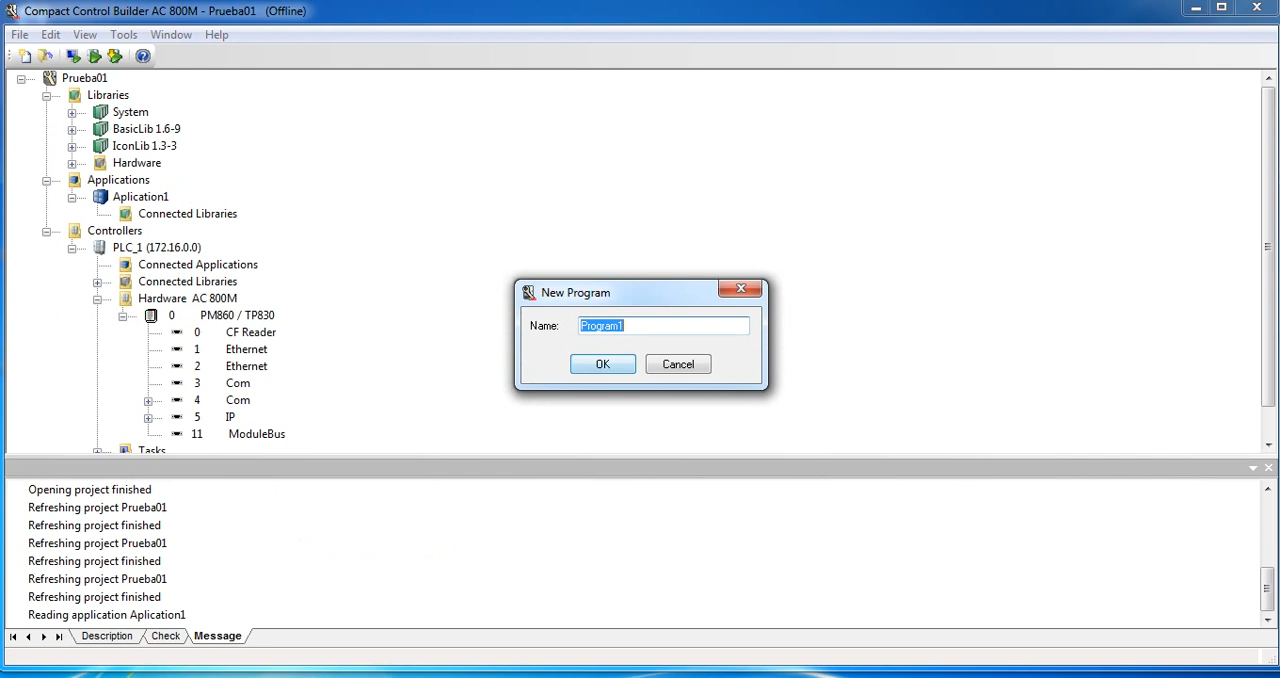 Compact Control Builder AC 800M - Prueba01   (Offline)
File Edit View Tools Window Help
Prueba01
Libraries
System
BasicLib 1.6-9
IconLib 1.3-3
Hardware
Applications
Aplication1
Connected Libraries
Controllers
PLC_1 (172.16.0.0)
Connected Applications
Connected Libraries
Hardware AC 800M
0 PM860 / TP830
0 CF Reader
1 Ethernet
2 Ethernet
3 Com
4 Com
5 IP
11 ModuleBus
Tasks
New Program
Name: Program1
OK Cancel
Opening project finished
Refreshing project Prueba01
Refreshing project finished
Refreshing project Prueba01
Refreshing project finished
Refreshing project Prueba01
Refreshing project finished
Reading application Aplication1
Description Check Message